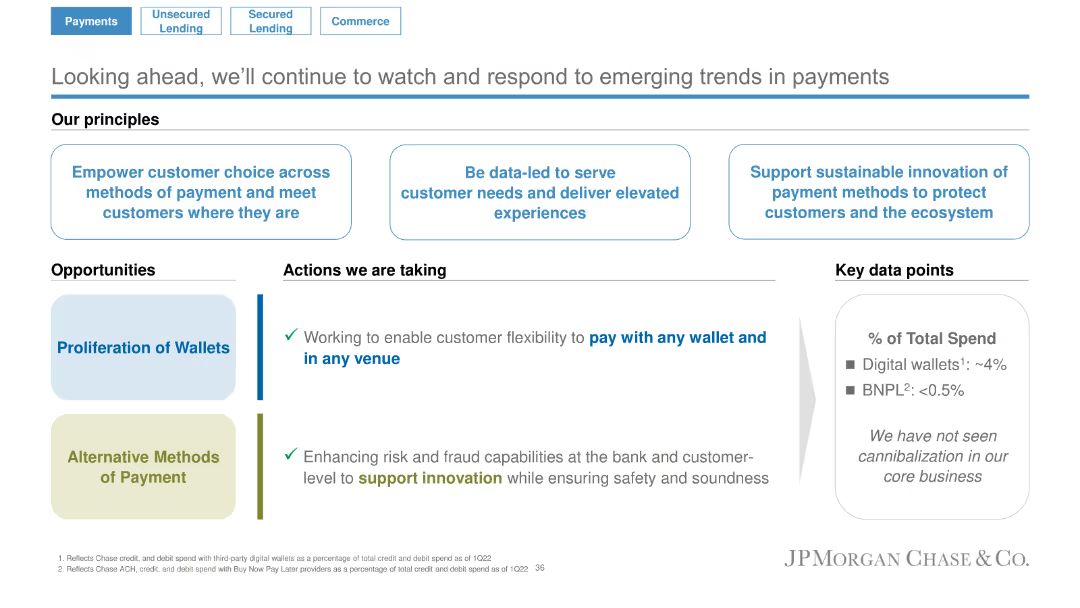 Payments
Unsecured
Lending
Secured
Lending
Commerce
Looking ahead, we’ll continue to watch and respond to emerging trends in payments
Our principles
Empower customer choice across
methods of payment and meet
customers where they are
Be data-led to serve
customer needs and deliver elevated
experiences
Support sustainable innovation of
payment methods to protect
customers and the ecosystem
Opportunities
Actions we are taking
Key data points
Proliferation of Wallets
✓ Working to enable customer flexibility to pay with any wallet and
in any venue
Alternative Methods
of Payment
✓ Enhancing risk and fraud capabilities at the bank and customer-
level to support innovation while ensuring safety and soundness
% of Total Spend
■ Digital wallets¹: ~4%
■ BNPL²: <0.5%
We have not seen
cannibalization in our
core business
1. Reflects Chase credit, and debit spend with third-party digital wallets as a percentage of total credit and debit spend as of 1Q22
2. Reflects Chase ACH, credit, and debit spend with Buy Now Pay Later providers as a percentage of total credit and debit spend as of 1Q22
36
JPMORGAN CHASE & CO.